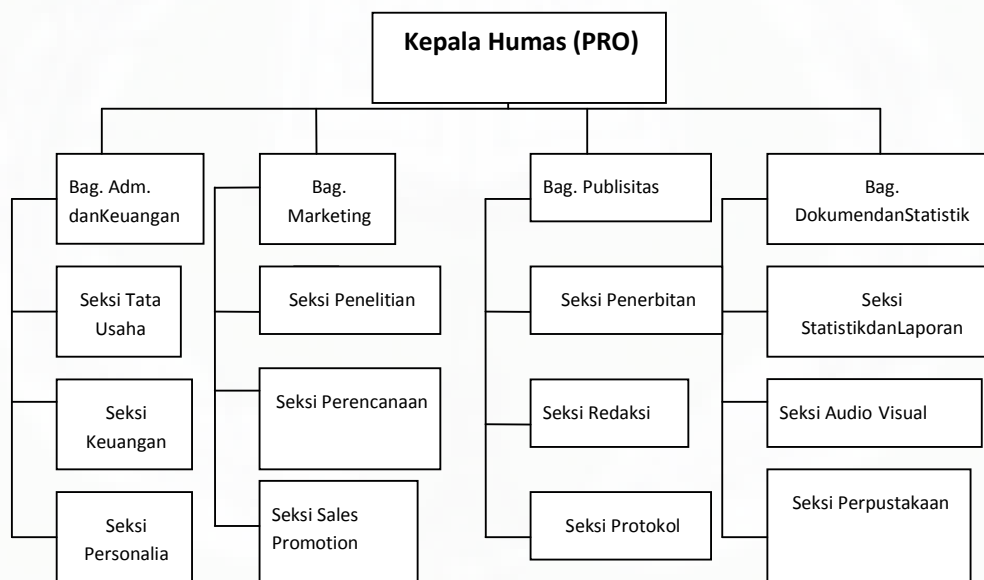 Kepala Humas (PRO)
Bag. Adm.
danKeuangan
Seksi Tata
Usaha
Seksi
Keuangan
Seksi
Personalia
Bag.
Marketing
Seksi Penelitian
Seksi Perencanaan
Seksi Sales
Promotion
Bag. Publisitas
Seksi Penerbitan
Seksi Redaksi
Seksi Protokol
Bag.
DokumendanStatistik
Seksi
StatistikdanLaporan
Seksi Audio Visual
Seksi Perpustakaan